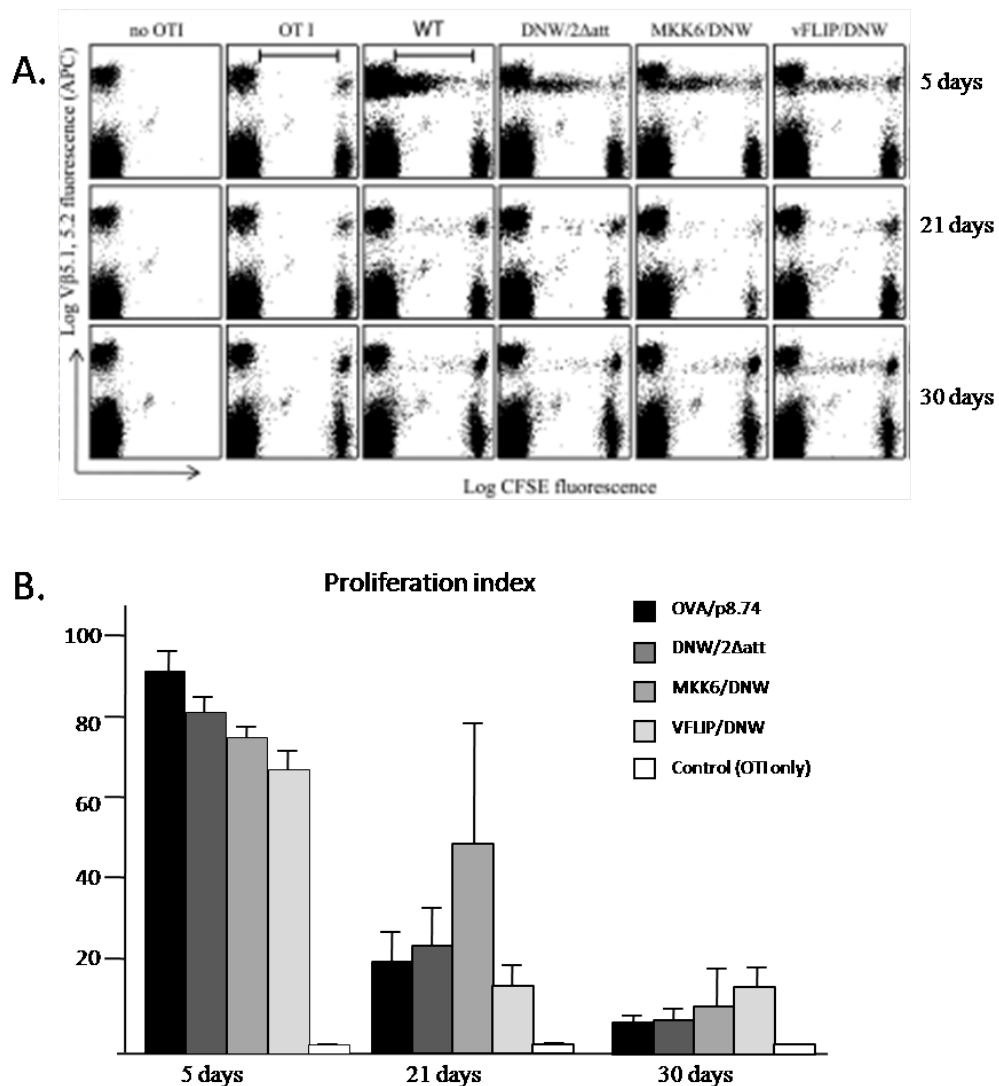 A.
no OTI OT I WT DNW/2Δatt MKK6/DNW vFLIP/DNW
Log Vβ5.1, 5.2 fluorescence (APC)
5 days
21 days
30 days
Log CFSE fluorescence
B.
Proliferation index
100
80
60
40
20
OVA/p8.74
DNW/2Δatt
MKK6/DNW
VFLIP/DNW
Control (OTI only)
5 days 21 days 30 days